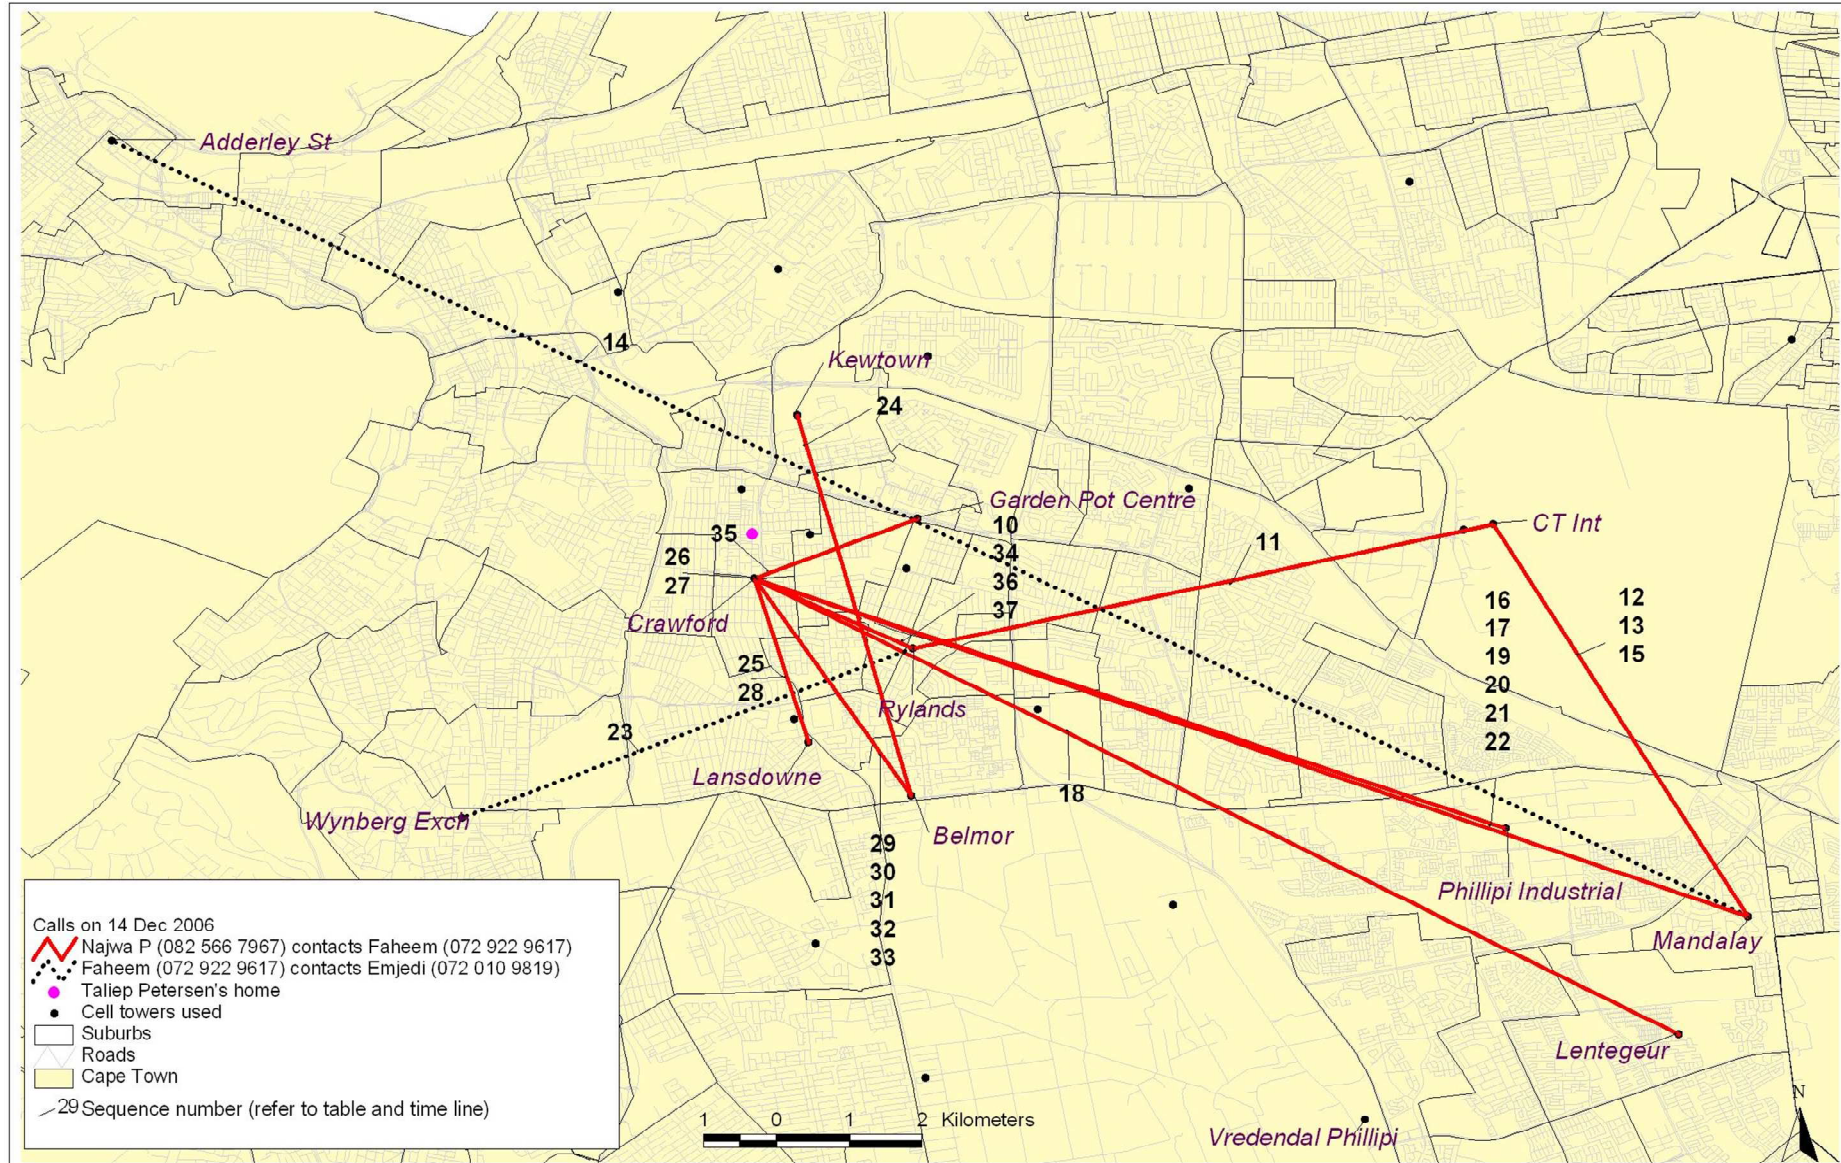 Adderley St
14
Kewtown
24
Garden Pot Centre
10
34
36
37
11
CT Int
35
26
27
Crawford
16
17
19
20
21
22
12
13
15
25
28
Rylands
23
Lansdowne
18
Wynberg Exch
Belmor
29
30
31
32
33
Phillipi Industrial
Mandalay
Lentegeur
Vredendal Phillipi
Calls on 14 Dec 2006
Najwa P (082 566 7967) contacts Faheem (072 922 9617)
Faheem (072 922 9617) contacts Emjedi (072 010 9819)
Taliep Petersen's home
Cell towers used
Suburbs
Roads
Cape Town
29 Sequence number (refer to table and time line)
1 0 1 2 Kilometers
N